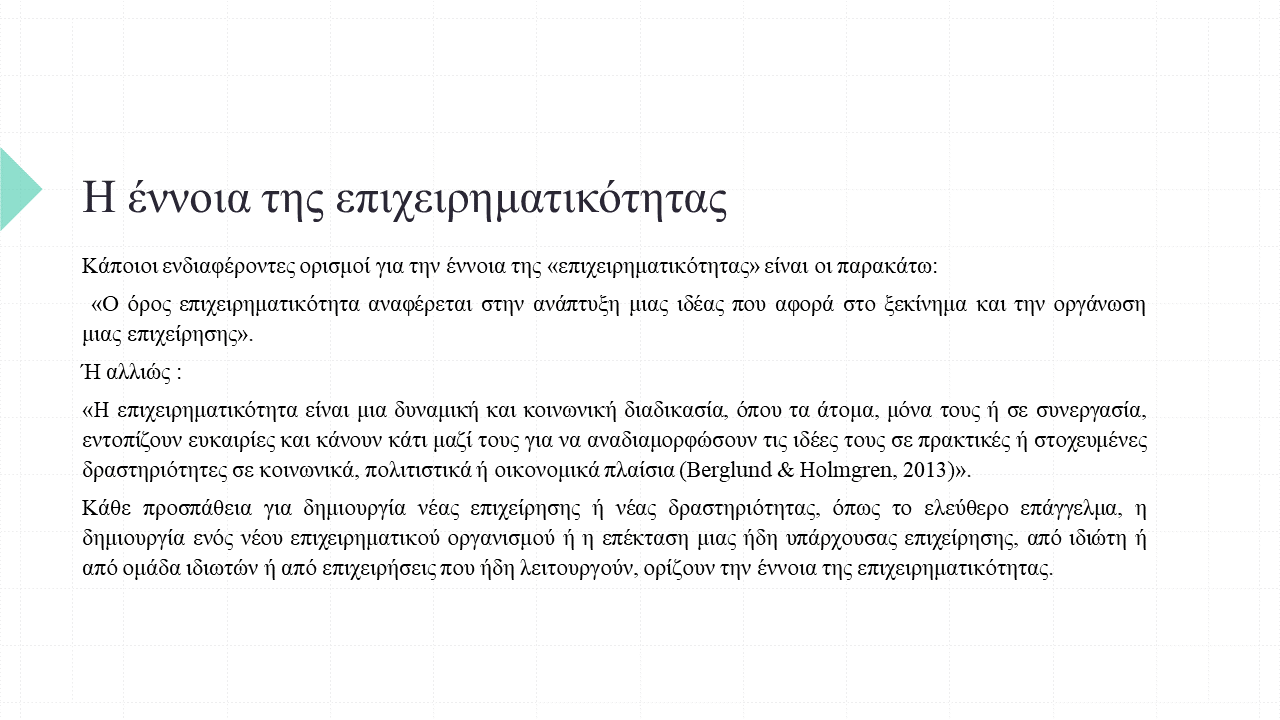 Η έννοια της επιχειρηματικότητας
Κάποιοι ενδιαφέροντες ορισμοί για την έννοια της «επιχειρηματικότητας» είναι οι παρακάτω:
«Ο όρος επιχειρηματικότητα αναφέρεται στην ανάπτυξη μιας ιδέας που αφορά στο ξεκίνημα και την οργάνωση
μιας επιχείρησης».
Ή αλλιώς :
«Η επιχειρηματικότητα είναι μια δυναμική και κοινωνική διαδικασία, όπου τα άτομα, μόνα τους ή σε συνεργασία,
εντοπίζουν ευκαιρίες και κάνουν κάτι μαζί τους για να αναδιαμορφώσουν τις ιδέες τους σε πρακτικές ή στοχευμένες
δραστηριότητες σε κοινωνικά, πολιτιστικά ή οικονομικά πλαίσια (Berglund & Holmgren, 2013)».
Κάθε προσπάθεια για δημιουργία νέας επιχείρησης ή νέας δραστηριότητας, όπως το ελεύθερο επάγγελμα, η
δημιουργία ενός νέου επιχειρηματικού οργανισμού ή η επέκταση μιας ήδη υπάρχουσας επιχείρησης, από ιδιώτη ή
από ομάδα ιδιωτών ή από επιχειρήσεις που ήδη λειτουργούν, ορίζουν την έννοια της επιχειρηματικότητας.